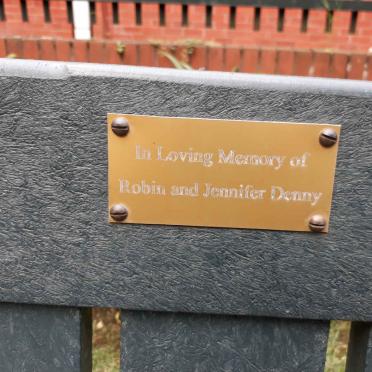 In Loving Memory of
Robin and Jennifer Denny